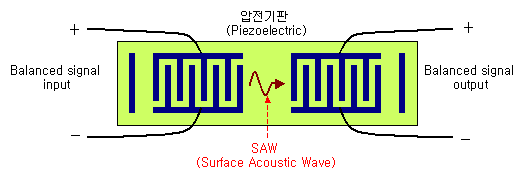 압전기판
(Piezoelectric)
+
+
Balanced signal
input
Balanced signal
output
−
−
SAW
(Surface Acoustic Wave)